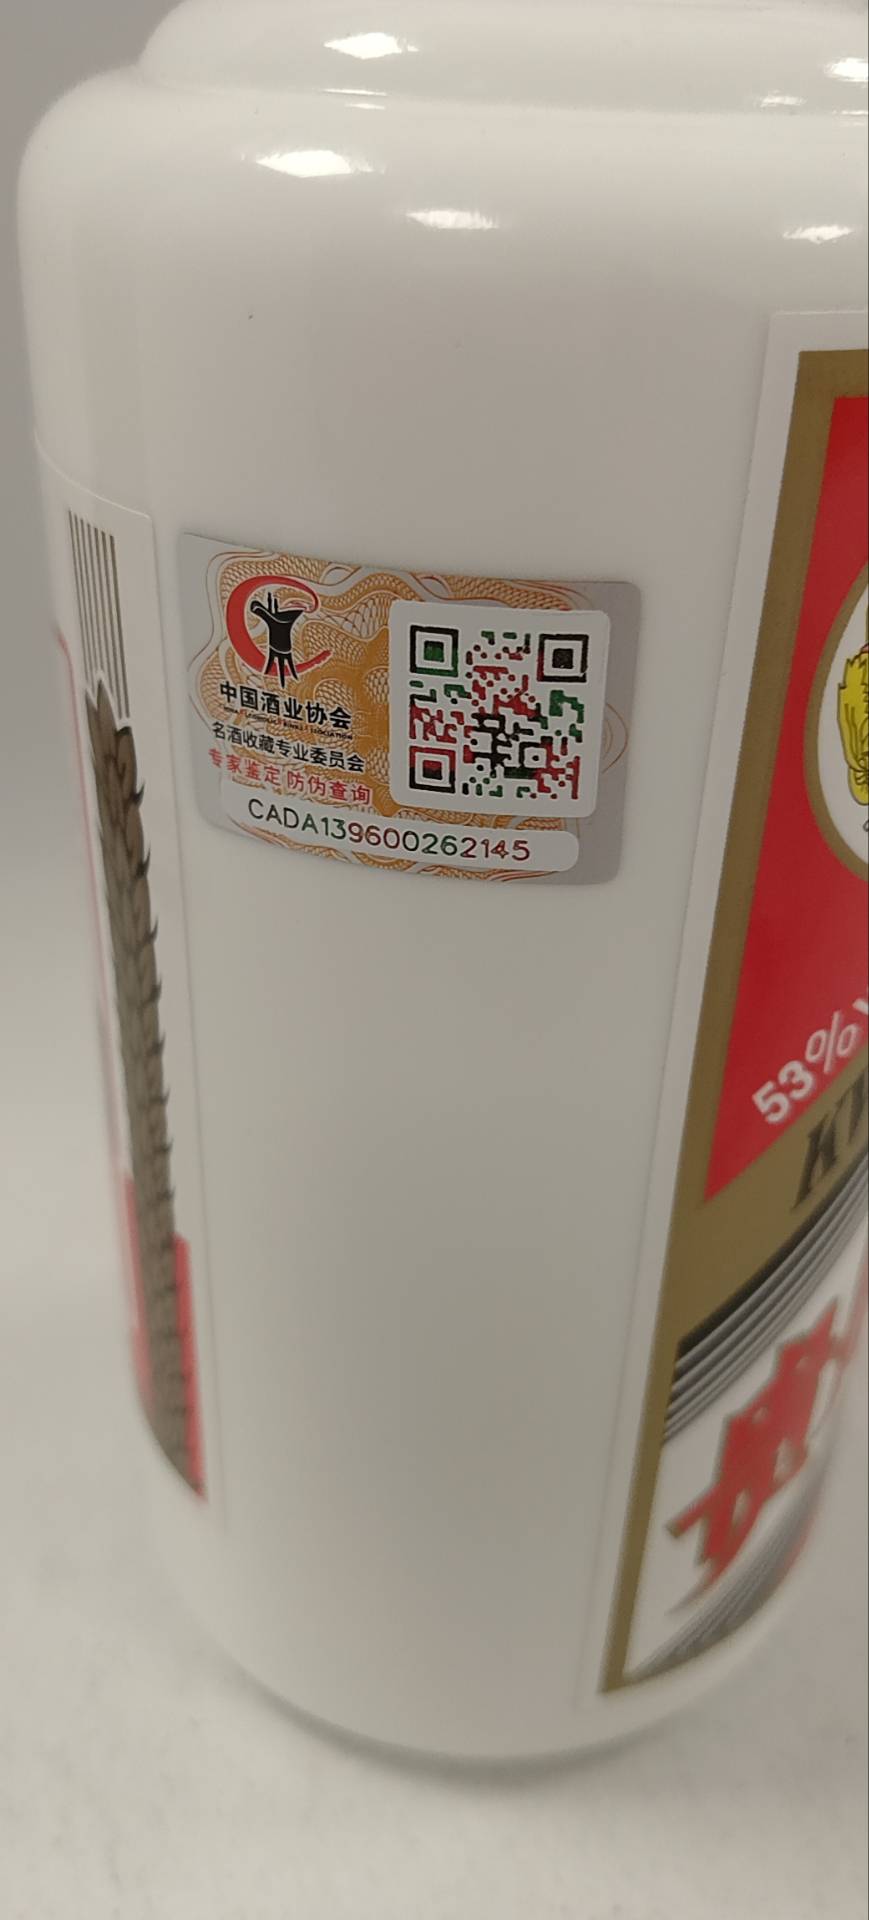 中国酒业协会
名酒收藏专业委员会
专家鉴定 防伪查询
CADA139600262145
53%
KW